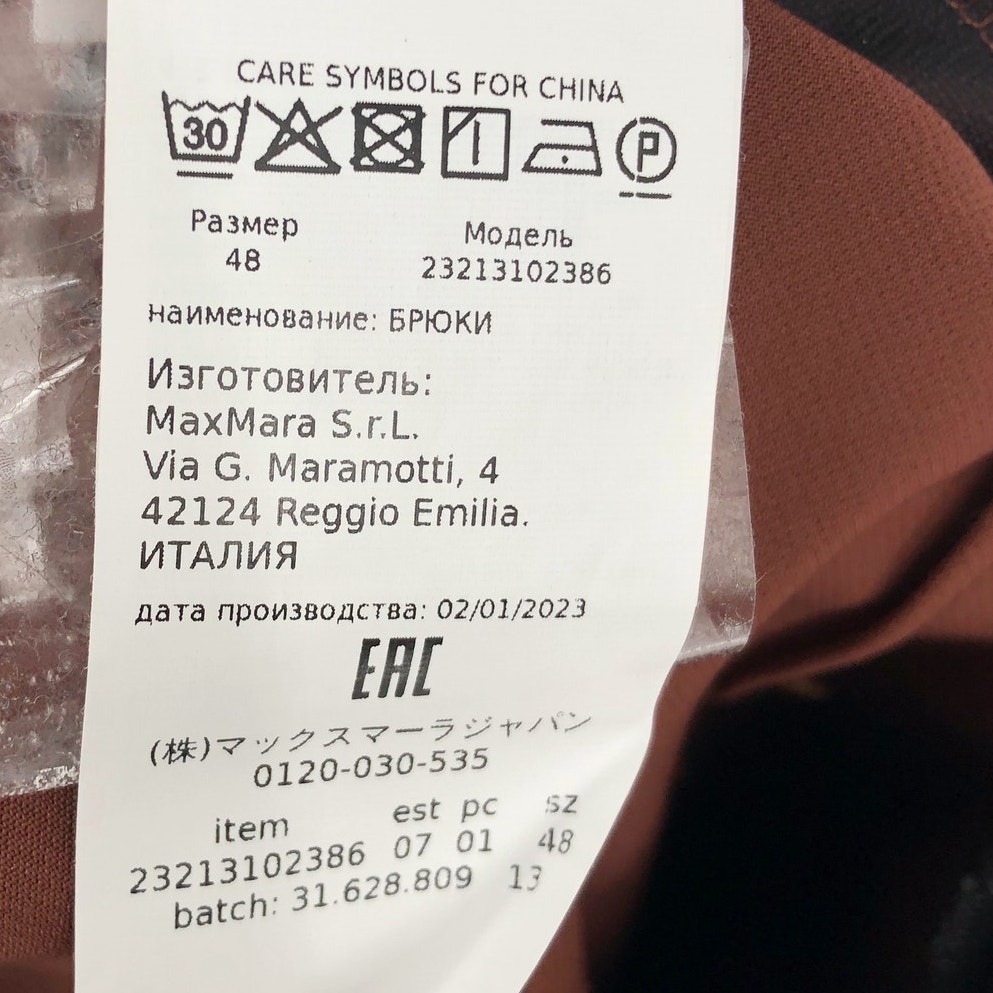 CARE SYMBOLS FOR CHINA
30 P
Размер Модель
48 23213102386
наименование: БРЮКИ
Изготовитель:
MaxMara S.r.L.
Via G. Maramotti, 4
42124 Reggio Emilia.
ИТАЛИЯ
дата производства: 02/01/2023
EAC
(株)マックスマーラジャパン
0120-030-535
item est pc sz
23213102386 07 01 48
batch: 31.628.809 13